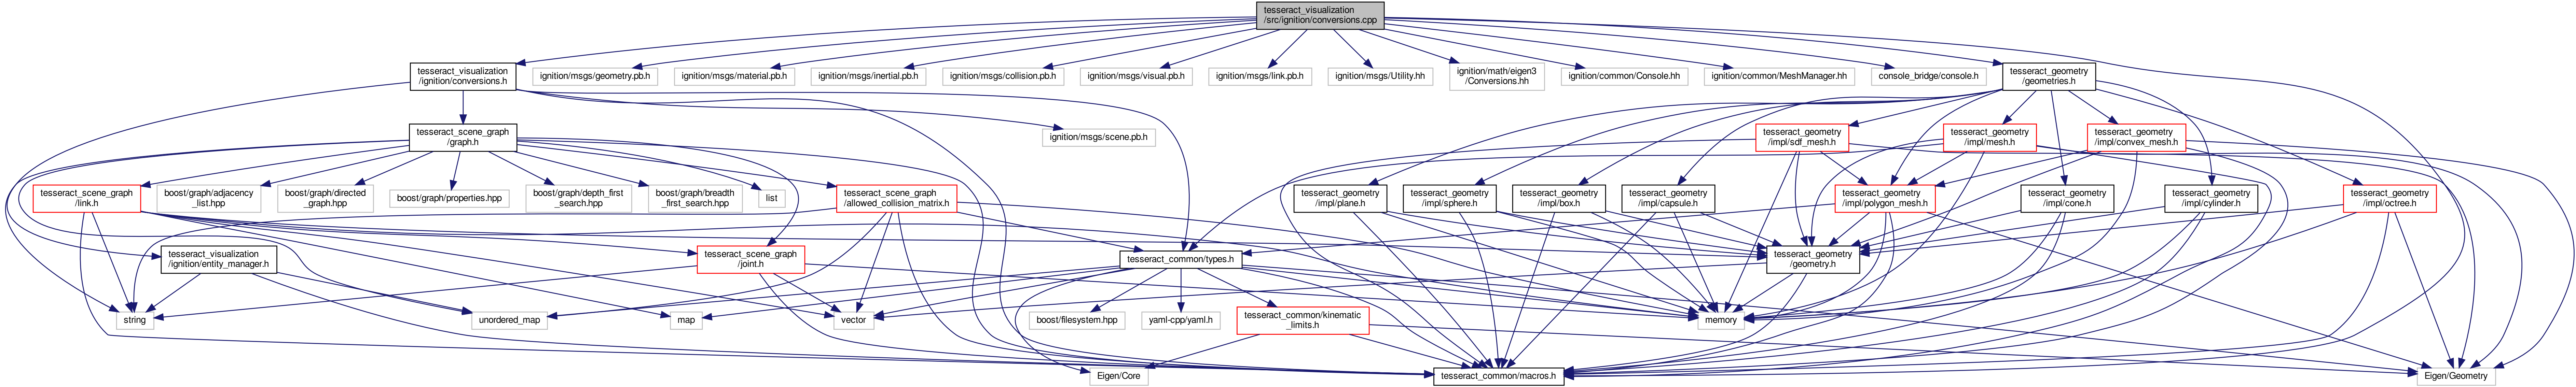 tesseract_visualization
/src/ignition/conversions.cpp
tesseract_visualization
/ignition/conversions.h
ignition/msgs/geometry.pb.h
ignition/msgs/material.pb.h
ignition/msgs/inertial.pb.h
ignition/msgs/collision.pb.h
ignition/msgs/visual.pb.h
ignition/msgs/link.pb.h
ignition/msgs/Utility.hh
ignition/math/eigen3
/Conversions.hh
ignition/common/Console.hh
ignition/common/MeshManager.hh
console_bridge/console.h
tesseract_geometry
/geometries.h
tesseract_scene_graph
/graph.h
ignition/msgs/scene.pb.h
tesseract_geometry
/impl/sdf_mesh.h
tesseract_geometry
/impl/mesh.h
tesseract_geometry
/impl/convex_mesh.h
tesseract_scene_graph
/link.h
boost/graph/adjacency
_list.hpp
boost/graph/directed
_graph.hpp
boost/graph/properties.hpp
boost/graph/depth_first
_search.hpp
boost/graph/breadth
_first_search.hpp
list
tesseract_scene_graph
/allowed_collision_matrix.h
tesseract_geometry
/impl/plane.h
tesseract_geometry
/impl/sphere.h
tesseract_geometry
/impl/box.h
tesseract_geometry
/impl/capsule.h
tesseract_geometry
/impl/polygon_mesh.h
tesseract_geometry
/impl/cone.h
tesseract_geometry
/impl/cylinder.h
tesseract_geometry
/impl/octree.h
tesseract_visualization
/ignition/entity_manager.h
tesseract_scene_graph
/joint.h
tesseract_common/types.h
tesseract_geometry
/geometry.h
string
unordered_map
map
vector
boost/filesystem.hpp
yaml-cpp/yaml.h
tesseract_common/kinematic
_limits.h
memory
Eigen/Core
tesseract_common/macros.h
Eigen/Geometry